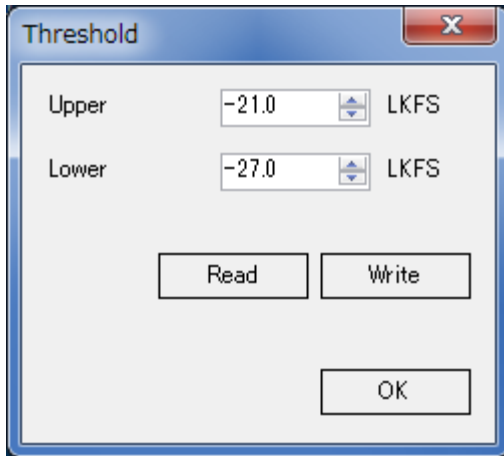 Threshold
Upper -21.0 LKFS
Lower -27.0 LKFS
Read Write
OK